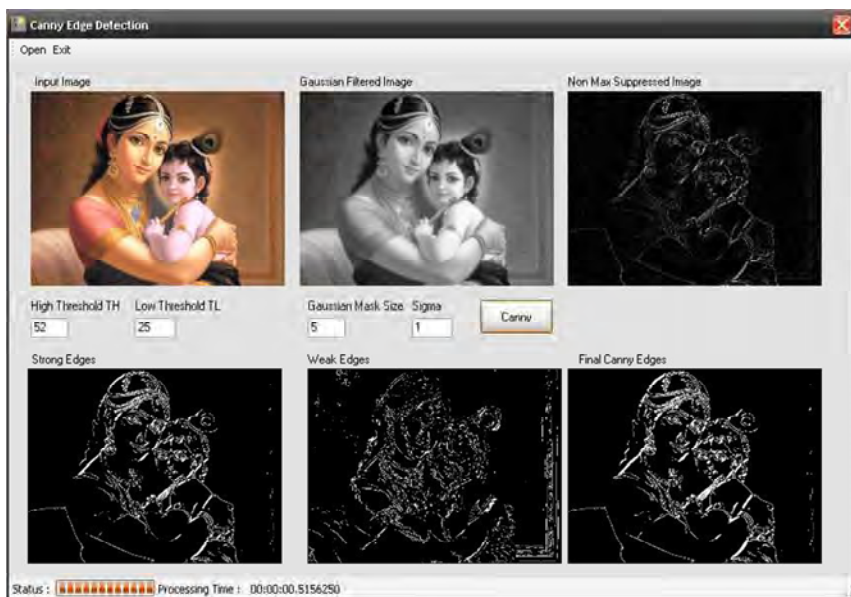 Canny Edge Detection
Open Exit
Input Image
Gaussian Filtered Image
Non Max Suppressed Image
High Threshold TH
Low Threshold TL
Gaussian Mask Size
Sigma
52
25
5
1
Canny
Strong Edges
Weak Edges
Final Canny Edges
Status :
Processing Time : 00:00:00.5156250